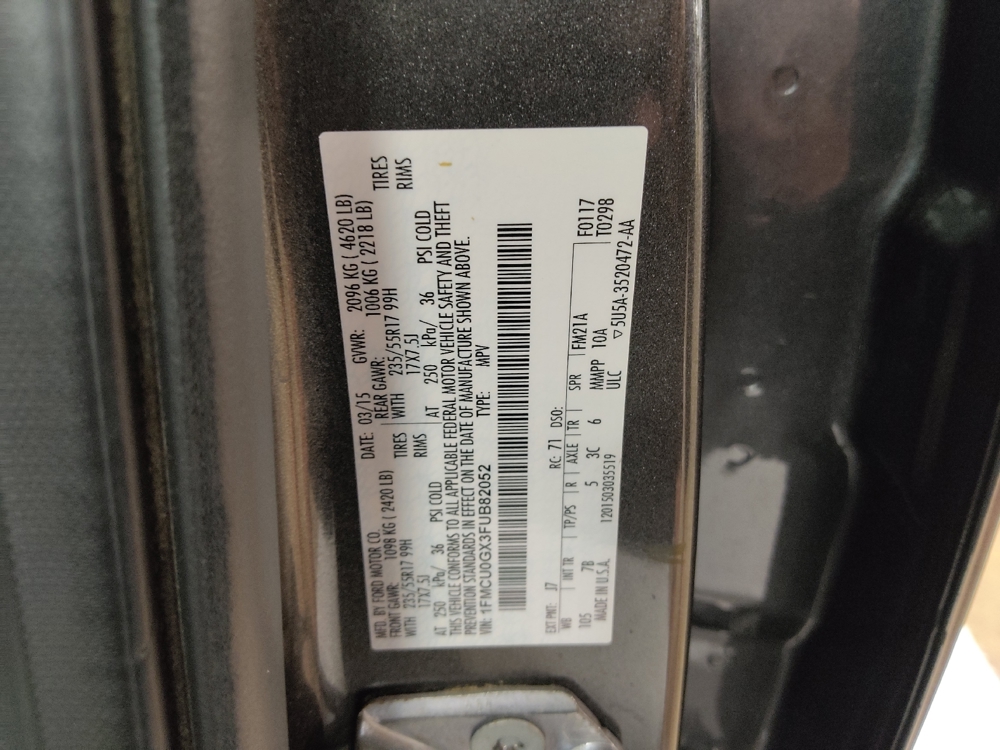 MFD. BY FORD MOTOR CO. DATE: 03/15 GVWR: 2096 KG ( 4620 LB)
FRONT GAWR: 1098 KG ( 2420 LB) REAR GAWR: 1006 KG ( 2218 LB)
WITH 235/55R17 99H TIRES WITH 235/55R17 99H TIRES
17X7.5J RIMS 17X7.5J RIMS
AT 250 kPa/ 36 PSI COLD AT 250 kPa/ 36 PSI COLD
THIS VEHICLE CONFORMS TO ALL APPLICABLE FEDERAL MOTOR VEHICLE SAFETY AND THEFT
PREVENTION STANDARDS IN EFFECT ON THE DATE OF MANUFACTURE SHOWN ABOVE.
VIN: 1FMCU0GX3FUB82052 TYPE: MPV
EXT PNT: J7 RC: 71 DSO: F0117
WB INT TR TP/PS R AXLE TR SPR FM21A T0298
105 7B 5 3C 6 MMPP 10A
MADE IN U.S.A. 1201503035519 ULC ▽5U5A-3520472-AA